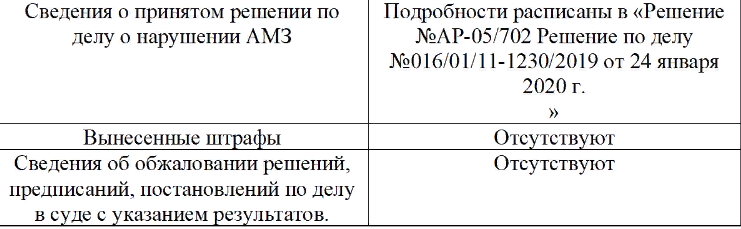 Сведения о принятом решении по
делу о нарушении АМЗ
Подробности расписаны в «Решение
№АР-05/702 Решение по делу
№016/01/11-1230/2019 от 24 января
2020 г.
»
Вынесенные штрафы
Отсутствуют
Сведения об обжаловании решений,
предписаний, постановлений по делу
в суде с указанием результатов.
Отсутствуют